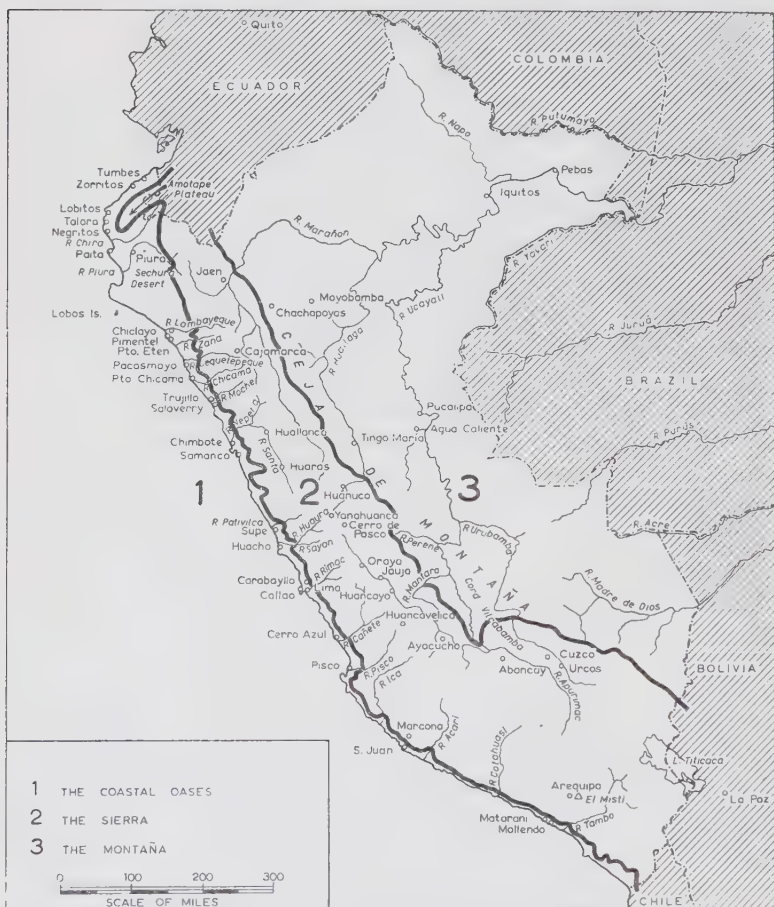 Quito
COLOMBIA
ECUADOR
R. Napo
R. Putumayo
Pebas
Iquitos
Tumbes
Zorritos
Amotape
Plateau
Lobitos
Talara
Negritos
R Chira
Paita
Piura
R Piura
Sechura
Desert
Jaen
R. Marañon
R. Yavari
Moyobamba
Chachapoyas
R Ucayali
Lobos Is.
R Lambayeque
Chiclayo
Pimentel
Pto. Eten
R Zaña
Cajamarca
R Huallaga
R. Juruá
Pacasmayo
R Jequetepeque
Pto Chicama
R Chicama
R Moche
Trujillo
Salaverry
CEJA DE MONTAÑA
BRAZIL
Pucallpa
Agua Caliente
R. Purus
Huallanca
Tingo Maria
R Santa
Chimbote
Samanco
Huaras
1
2
3
Huanuco
R. Acre
R Pativilca
Supe
R. Huaura
Yanahuanca
Cerro de
Pasco
R Urubamba
R Perene
Huacho
R Sayan
Oroya
Jauja
R. Mantaro
R. Madre de Dios
Carabayllo
R Rimac
Lima
Callao
Huancayo
Cord Vilcabamba
Cerro Azul
R. Cañete
Huancavelica
Ayacucho
Cuzco
Urcos
BOLIVIA
Pisco
R. Pisco
R Ica
Abancay
R. Apurimac
Marcona
R Acari
S. Juan
R Cotahuasi
L. Titicaca
Arequipa
El Misti
La Paz
Matarani
Mollendo
R Tambo
CHILE
1 THE COASTAL OASES
2 THE SIERRA
3 THE MONTAÑA
0 100 200 300
SCALE OF MILES